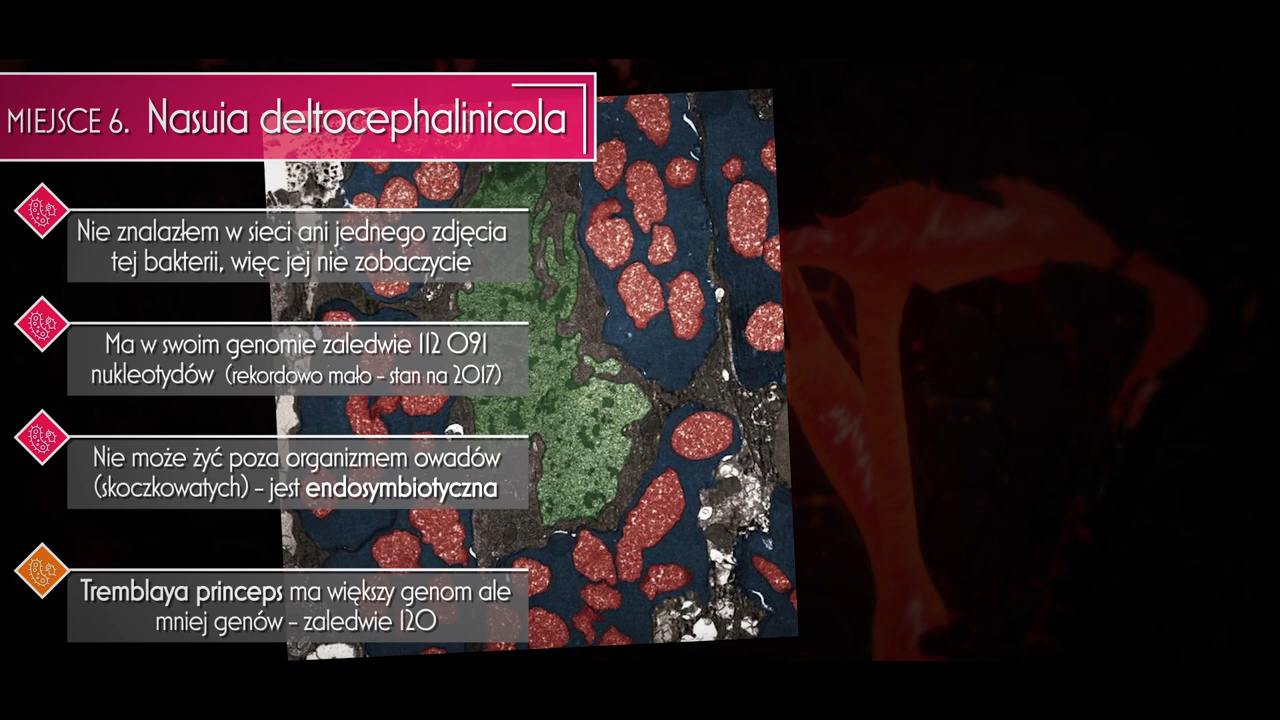 MIEJSCE 6. Nasuia deltocephalinicola
Nie znalazłem w sieci ani jednego zdjęcia
tej bakterii, więc jej nie zobaczycie
Ma w swoim genomie zaledwie 112 091
nukleotydów (rekordowo mało - stan na 2017)
Nie może żyć poza organizmem owadów
(skoczkowatych) - jest endosymbiotyczna
Tremblaya princeps ma większy genom ale
mniej genów - zaledwie 120